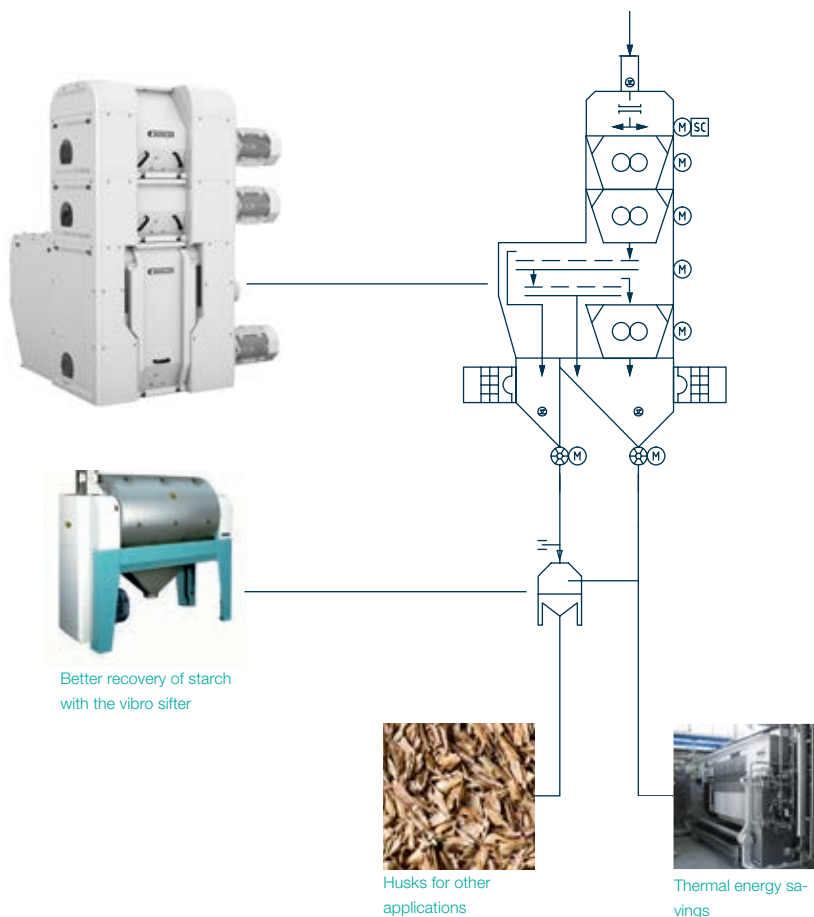 M SC
M
M
M
M
M
M
Better recovery of starch
with the vibro sifter
Husks for other
applications
Thermal energy sa-
vings